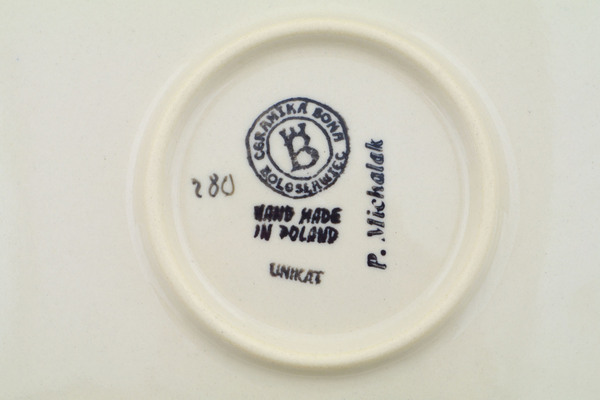 CERAMIKA BONA
BOLESŁAWIEC
B
280
HAND MADE
IN POLAND
UNIKAT
P. Michalak